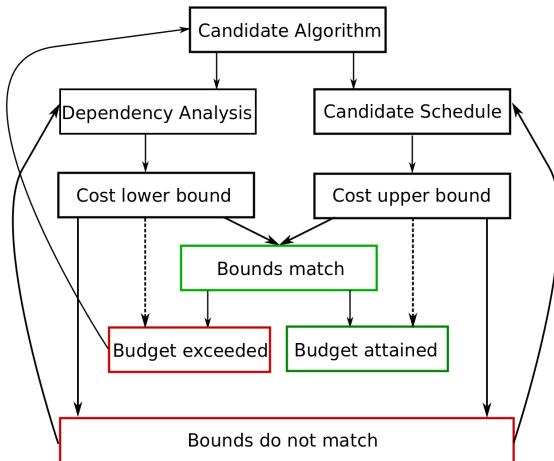 Candidate Algorithm
Dependency Analysis
Candidate Schedule
Cost lower bound
Cost upper bound
Bounds match
Budget exceeded
Budget attained
Bounds do not match